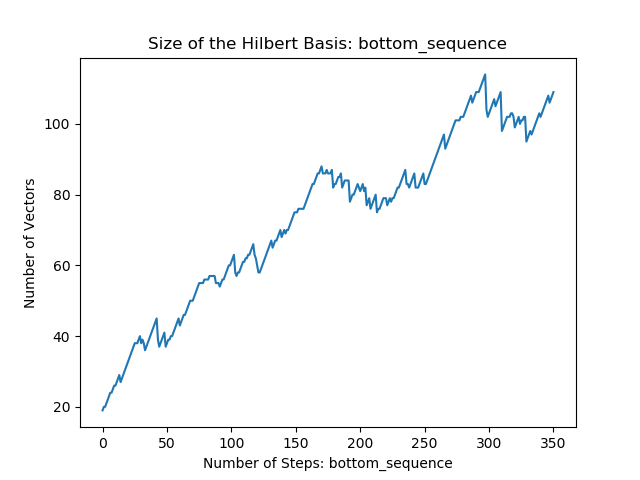 Size of the Hilbert Basis: bottom_sequence
Number of Vectors
100
80
60
40
20
0 50 100 150 200 250 300 350
Number of Steps: bottom_sequence